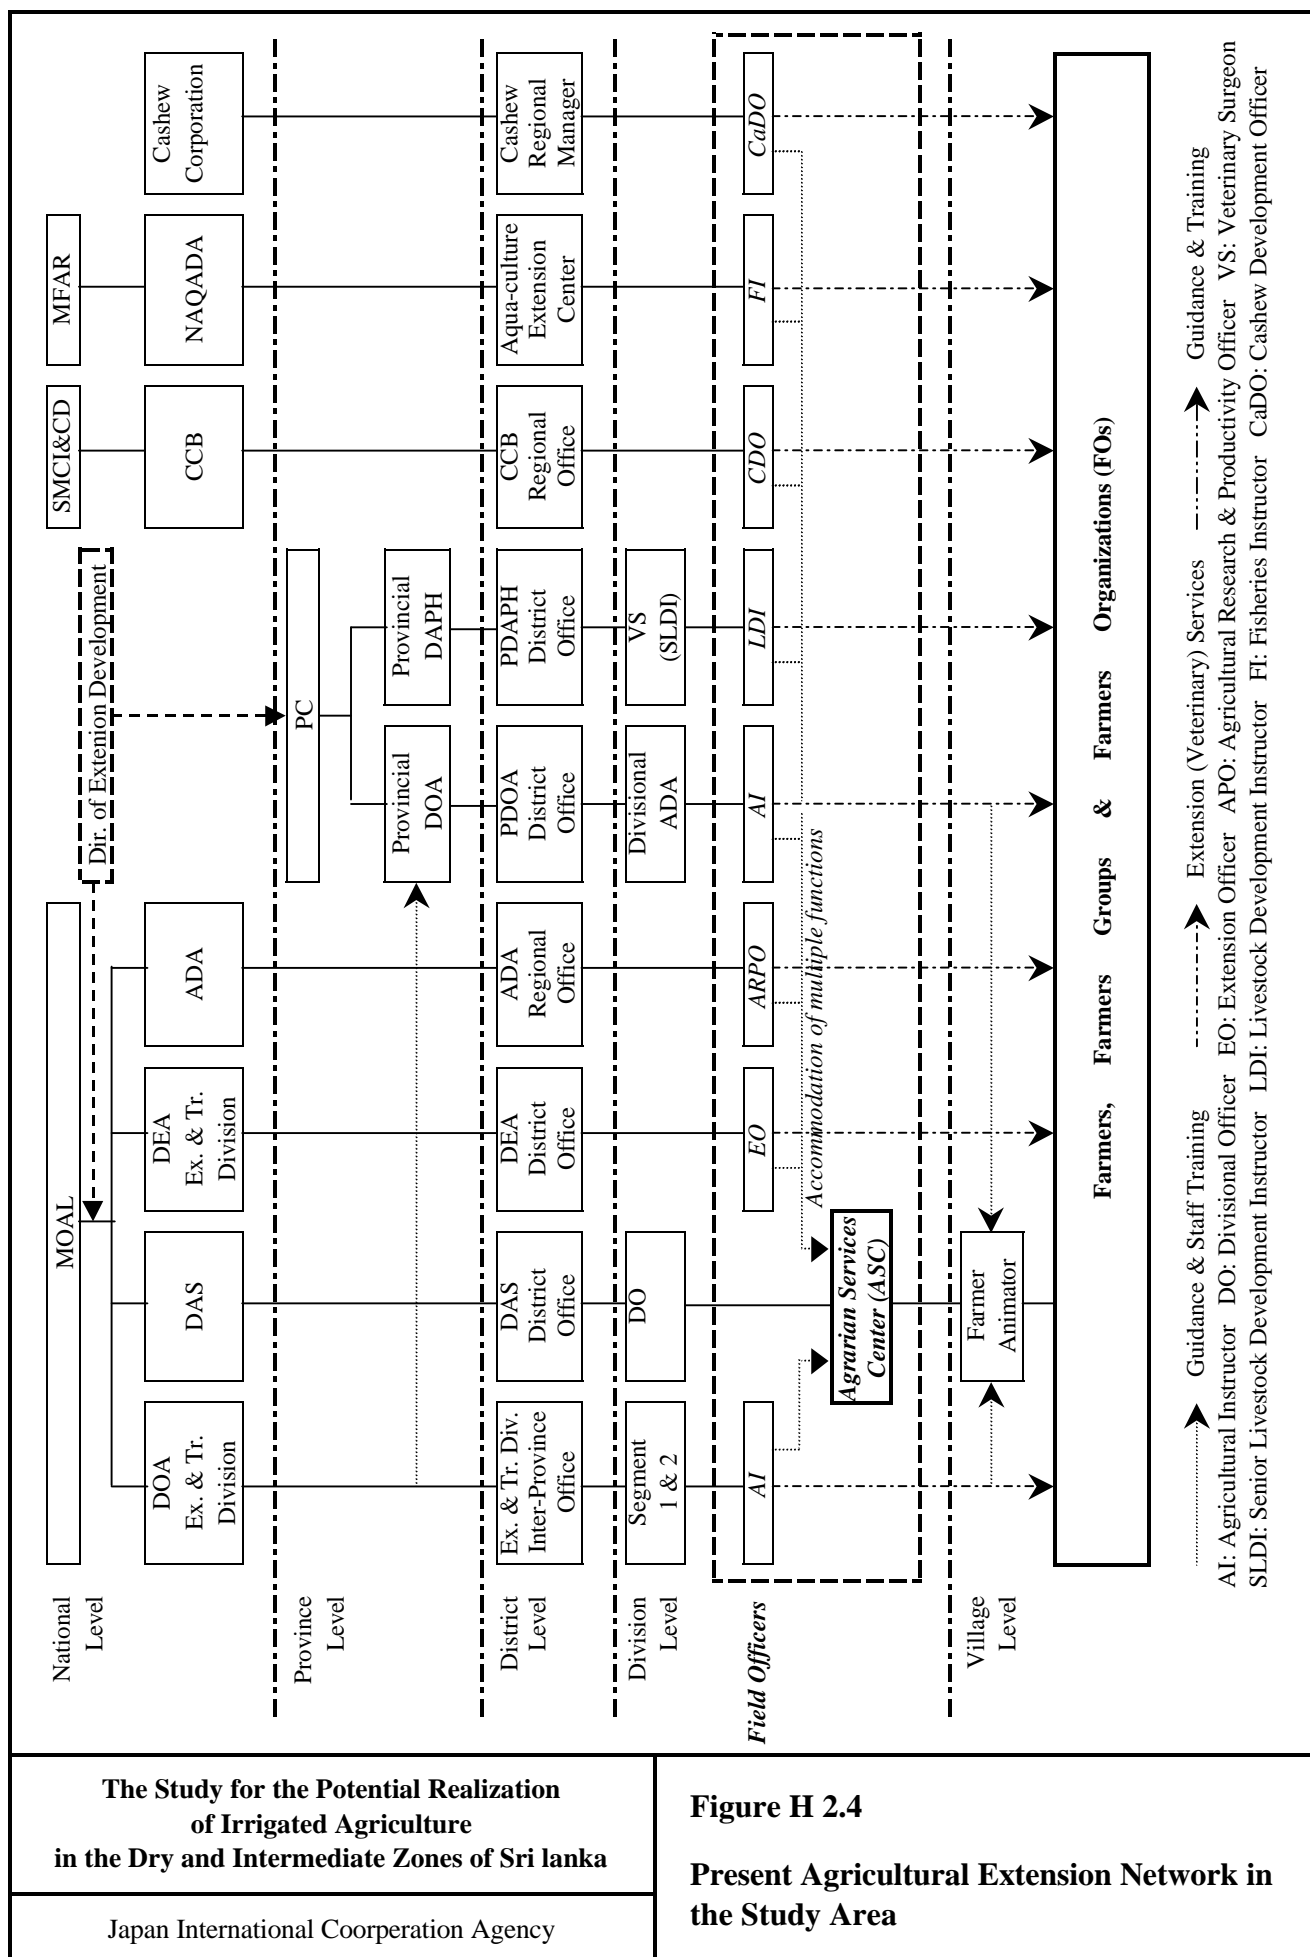 National
Level
MOAL
Dir. of Extenion Development
SMCI&CD
MFAR
DOA
Ex. & Tr.
Division
DAS
DEA
Ex. & Tr.
Division
ADA
CCB
NAQADA
Cashew
Corporation
Province
Level
PC
Provincial
DOA
Provincial
DAPH
District
Level
Ex. & Tr. Div.
Inter-Province
Office
DAS
District
Office
DEA
District
Office
ADA
Regional
Office
PDOA
District
Office
PDAPH
District
Office
CCB
Regional
Office
Aqua-culture
Extension
Center
Cashew
Regional
Manager
Division
Level
Segment
1 & 2
DO
Divisional
ADA
VS
(SLDI)
Field Officers
AI
EO
ARPO
AI
LDI
CDO
FI
CaDO
Accommodation of multiple functions
Agrarian Services
Center (ASC)
Village
Level
Farmer
Animator
Farmers, Farmers Groups & Farmers Organizations (FOs)
Guidance & Staff Training Extension (Veterinary) Services Guidance & Training
AI: Agricultural Instructor DO: Divisional Officer EO: Extension Officer APO: Agricultural Research & Productivity Officer VS: Veterinary Surgeon
SLDI: Senior Livestock Development Instructor LDI: Livestock Development Instructor FI: Fisheries Instructor CaDO: Cashew Development Officer
The Study for the Potential Realization
of Irrigated Agriculture
in the Dry and Intermediate Zones of Sri lanka
Japan International Coorperation Agency
Figure H 2.4
Present Agricultural Extension Network in
the Study Area